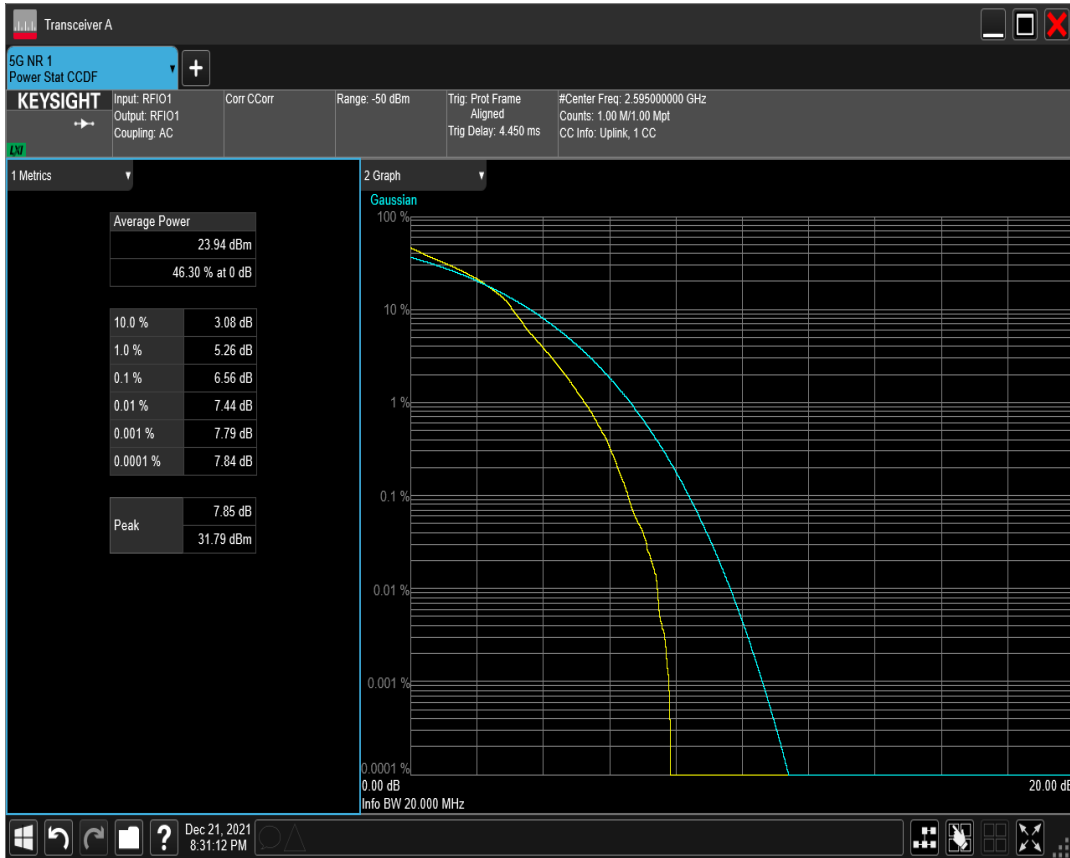 Transceiver A
5G NR 1
Power Stat CCDF
+
KEYSIGHT
LXI
Input: RFIO1
Output: RFIO1
Coupling: AC
Corr CCorr
Range: -50 dBm
Trig: Prot Frame
Aligned
Trig Delay: 4.450 ms
#Center Freq: 2.595000000 GHz
Counts: 1.00 M/1.00 Mpt
CC Info: Uplink, 1 CC
1 Metrics
Average Power
23.94 dBm
46.30 % at 0 dB
10.0 % 3.08 dB
1.0 % 5.26 dB
0.1 % 6.56 dB
0.01 % 7.44 dB
0.001 % 7.79 dB
0.0001 % 7.84 dB
Peak
7.85 dB
31.79 dBm
2 Graph
Gaussian
100 %
10 %
1 %
0.1 %
0.01 %
0.001 %
0.0001 %
0.00 dB 20.00 dB
Info BW 20.000 MHz
?
Dec 21, 2021
8:31:12 PM